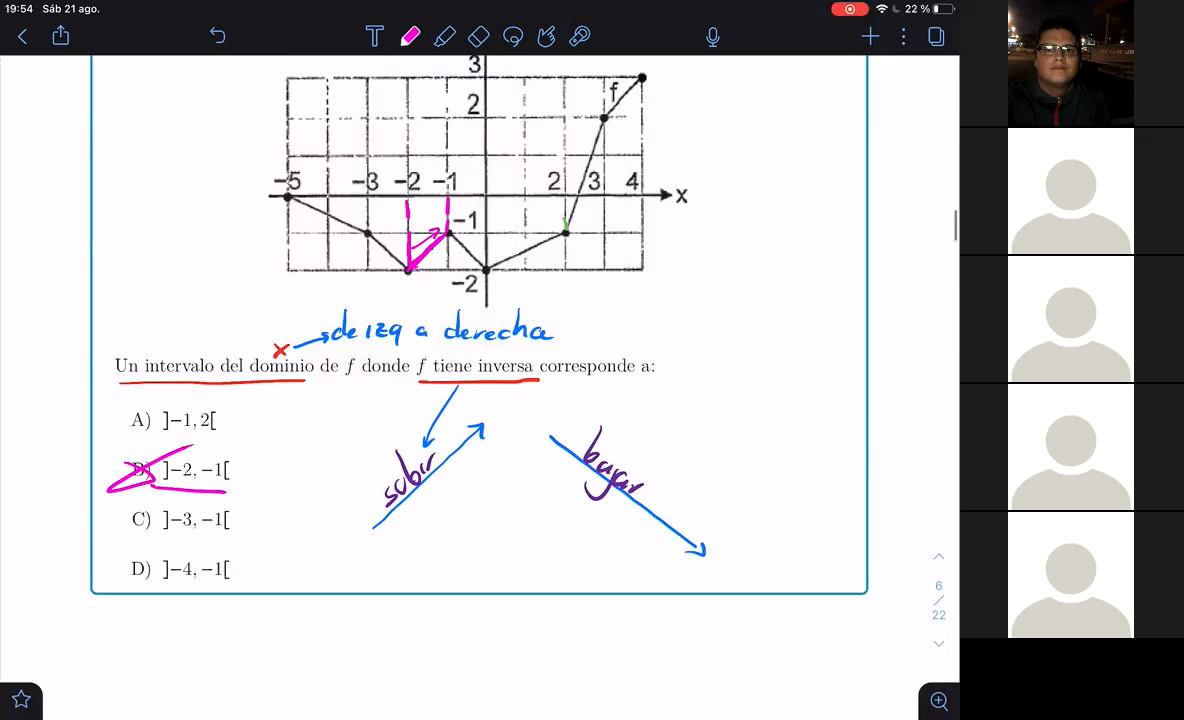 19:54 Sáb 21 ago.
22 %
3
2
f
−5 −3 −2 −1 2 3 4 x
−1
−2
de izq a derecha
x
Un intervalo del dominio de f donde f tiene inversa corresponde a:
A) ]−1, 2[
B) ]−2, −1[
C) ]−3, −1[
D) ]−4, −1[
subir
bajar
6
/
22